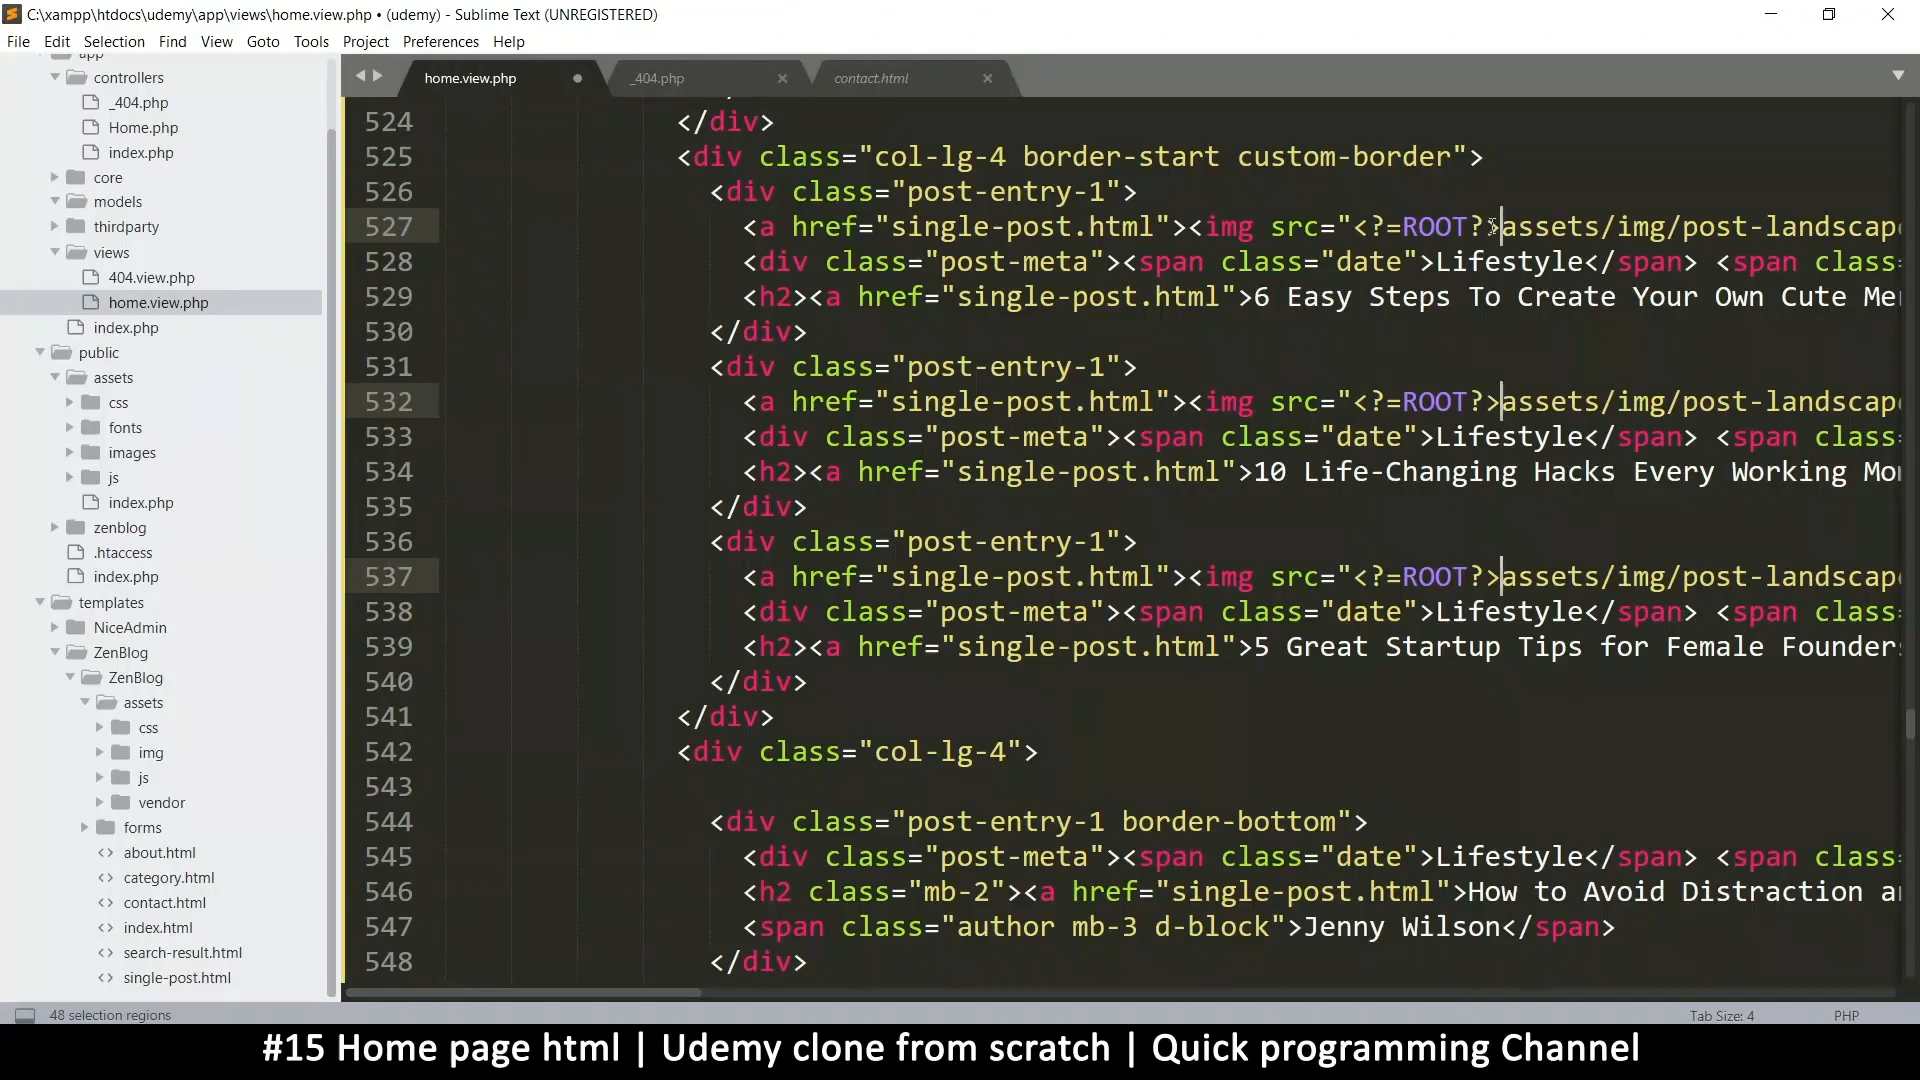 C:\xampp\htdocs\udemy\app\views\home.view.php • (udemy) - Sublime Text (UNREGISTERED)
File Edit Selection Find View Goto Tools Project Preferences Help
app
controllers
_404.php
Home.php
index.php
core
models
thirdparty
views
404.view.php
home.view.php
index.php
public
assets
css
fonts
images
js
index.php
zenblog
.htaccess
index.php
templates
NiceAdmin
ZenBlog
ZenBlog
assets
css
img
js
vendor
forms
about.html
category.html
contact.html
index.html
search-result.html
single-post.html
home.view.php _404.php contact.html
524 </div>
525 <div class="col-lg-4 border-start custom-border">
526 <div class="post-entry-1">
527 <a href="single-post.html"><img src="<?=ROOT?>assets/img/post-landscap
528 <div class="post-meta"><span class="date">Lifestyle</span> <span class
529 <h2><a href="single-post.html">6 Easy Steps To Create Your Own Cute Me
530 </div>
531 <div class="post-entry-1">
532 <a href="single-post.html"><img src="<?=ROOT?>assets/img/post-landscap
533 <div class="post-meta"><span class="date">Lifestyle</span> <span class
534 <h2><a href="single-post.html">10 Life-Changing Hacks Every Working Mo
535 </div>
536 <div class="post-entry-1">
537 <a href="single-post.html"><img src="<?=ROOT?>assets/img/post-landscap
538 <div class="post-meta"><span class="date">Lifestyle</span> <span class
539 <h2><a href="single-post.html">5 Great Startup Tips for Female Founder
540 </div>
541 </div>
542 <div class="col-lg-4">
543
544 <div class="post-entry-1 border-bottom">
545 <div class="post-meta"><span class="date">Lifestyle</span> <span class
546 <h2 class="mb-2"><a href="single-post.html">How to Avoid Distraction a
547 <span class="author mb-3 d-block">Jenny Wilson</span>
548 </div>
48 selection regions Tab Size: 4 PHP
#15 Home page html | Udemy clone from scratch | Quick programming Channel